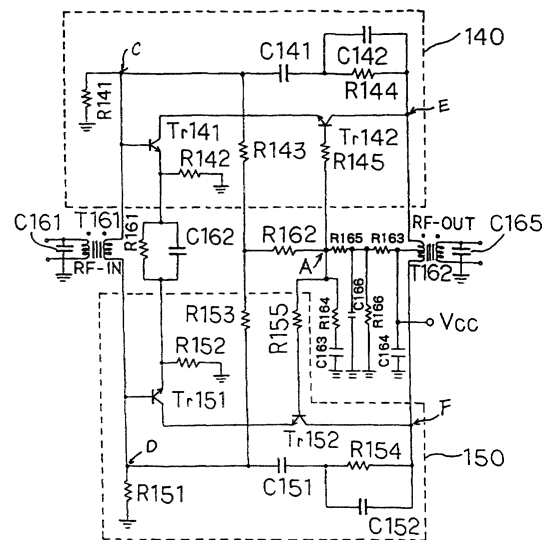 C
C141
C142
R144
140
E
R141
Tr141
Tr142
R142
R143
R145
C161
T161
R161
C162
R162
RF-OUT
C165
RF-IN
A
R165
R163
T162
R153
R155
R164
C163
C166
R166
C164
Vcc
R152
Tr151
Tr152
F
D
R154
150
C151
R151
C152